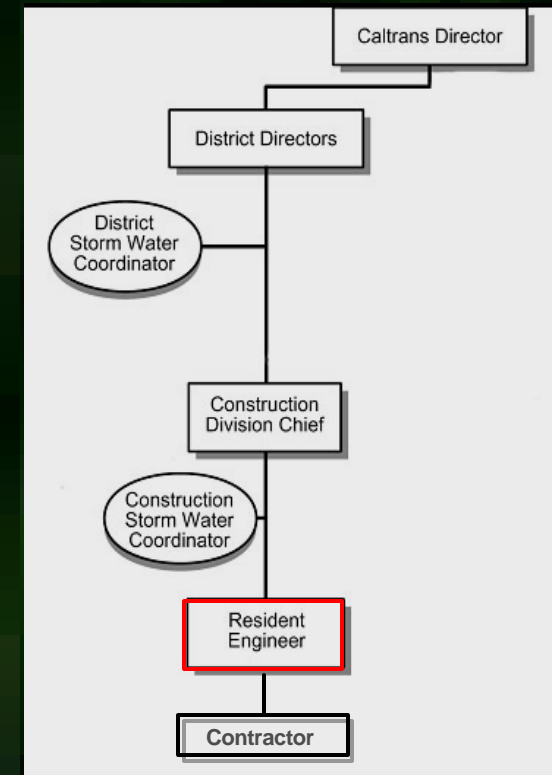 Caltrans Director
District Directors
District
Storm Water
Coordinator
Construction
Division Chief
Construction
Storm Water
Coordinator
Resident
Engineer
Contractor